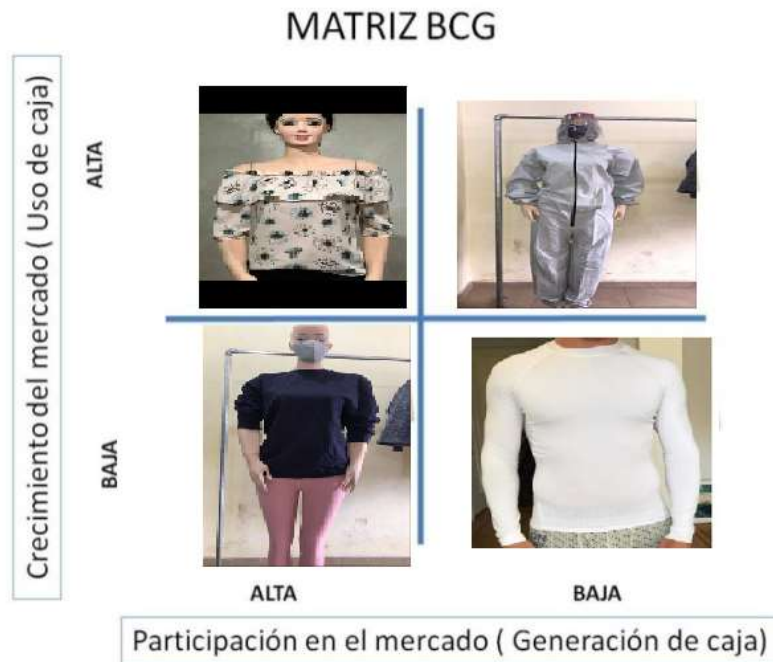 MATRIZ BCG
Crecimiento del mercado ( Uso de caja)
ALTA
BAJA
ALTA
BAJA
Participación en el mercado ( Generación de caja)